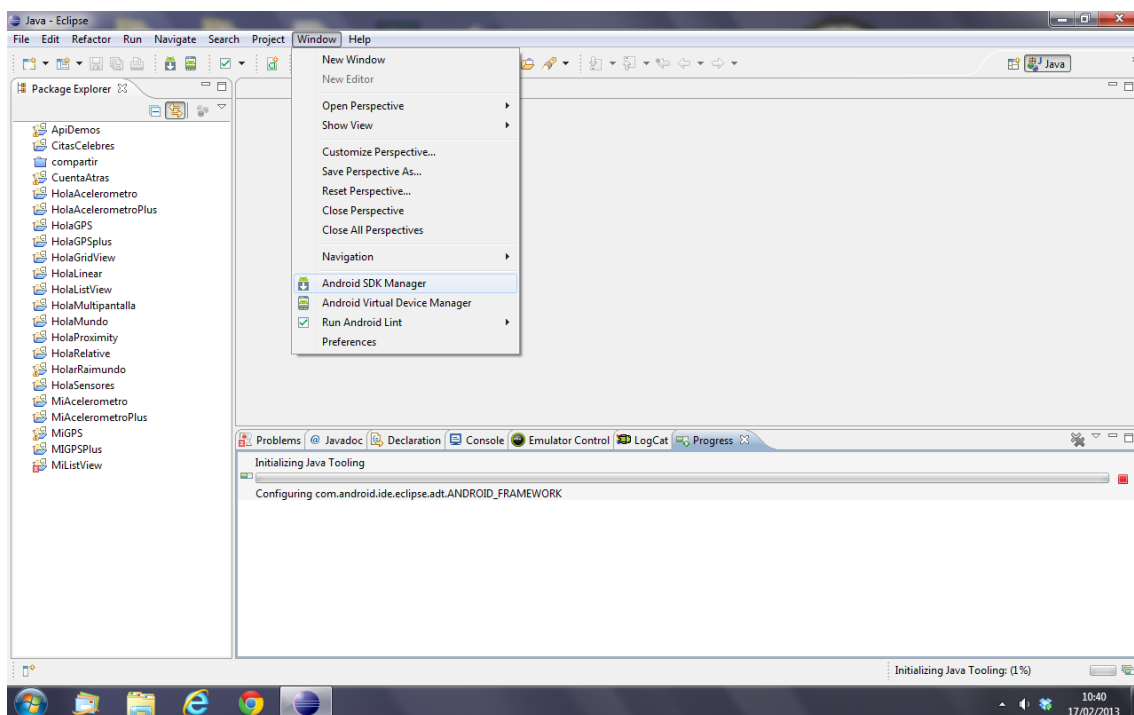 Java - Eclipse
File Edit Refactor Run Navigate Search Project Window Help
Java
Package Explorer
ApiDemos
CitasCelebres
compartir
CuentaAtras
HolaAcelerometro
HolaAcelerometroPlus
HolaGPS
HolaGPSplus
HolaGridView
HolaLinear
HolaListView
HolaMultipantalla
HolaMundo
HolaProximity
HolaRelative
HolarRaimundo
HolaSensores
MiAcelerometro
MiAcelerometroPlus
MiGPS
MIGPSPlus
MiListView
New Window
New Editor
Open Perspective
Show View
Customize Perspective...
Save Perspective As...
Reset Perspective...
Close Perspective
Close All Perspectives
Navigation
Android SDK Manager
Android Virtual Device Manager
Run Android Lint
Preferences
Problems @ Javadoc Declaration Console Emulator Control LogCat Progress
Initializing Java Tooling
Configuring com.android.ide.eclipse.adt.ANDROID_FRAMEWORK
Initializing Java Tooling: (1%)
10:40
17/02/2013